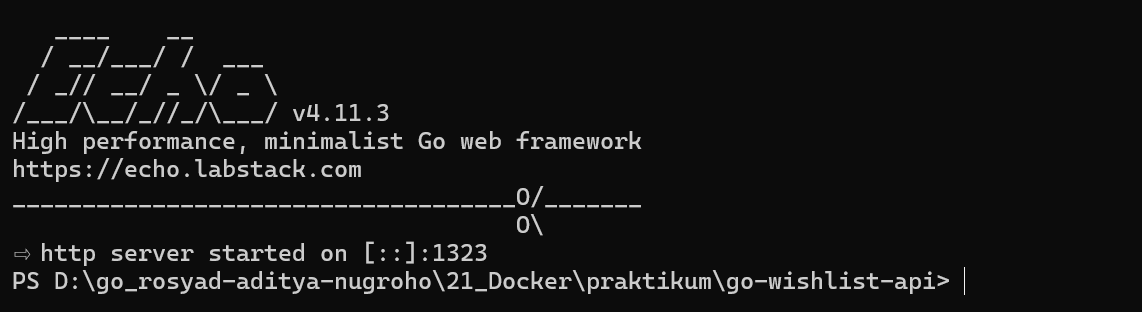 ____    __
  / __/___/ /  ___
 / _// __/ _ \/ _ \
/___/\__/_//_/\___/ v4.11.3
High performance, minimalist Go web framework
https://echo.labstack.com
____________________________________O/_______
                                    O\
⇨ http server started on [::]:1323
PS D:\go_rosyad-aditya-nugroho\21_Docker\praktikum\go-wishlist-api>